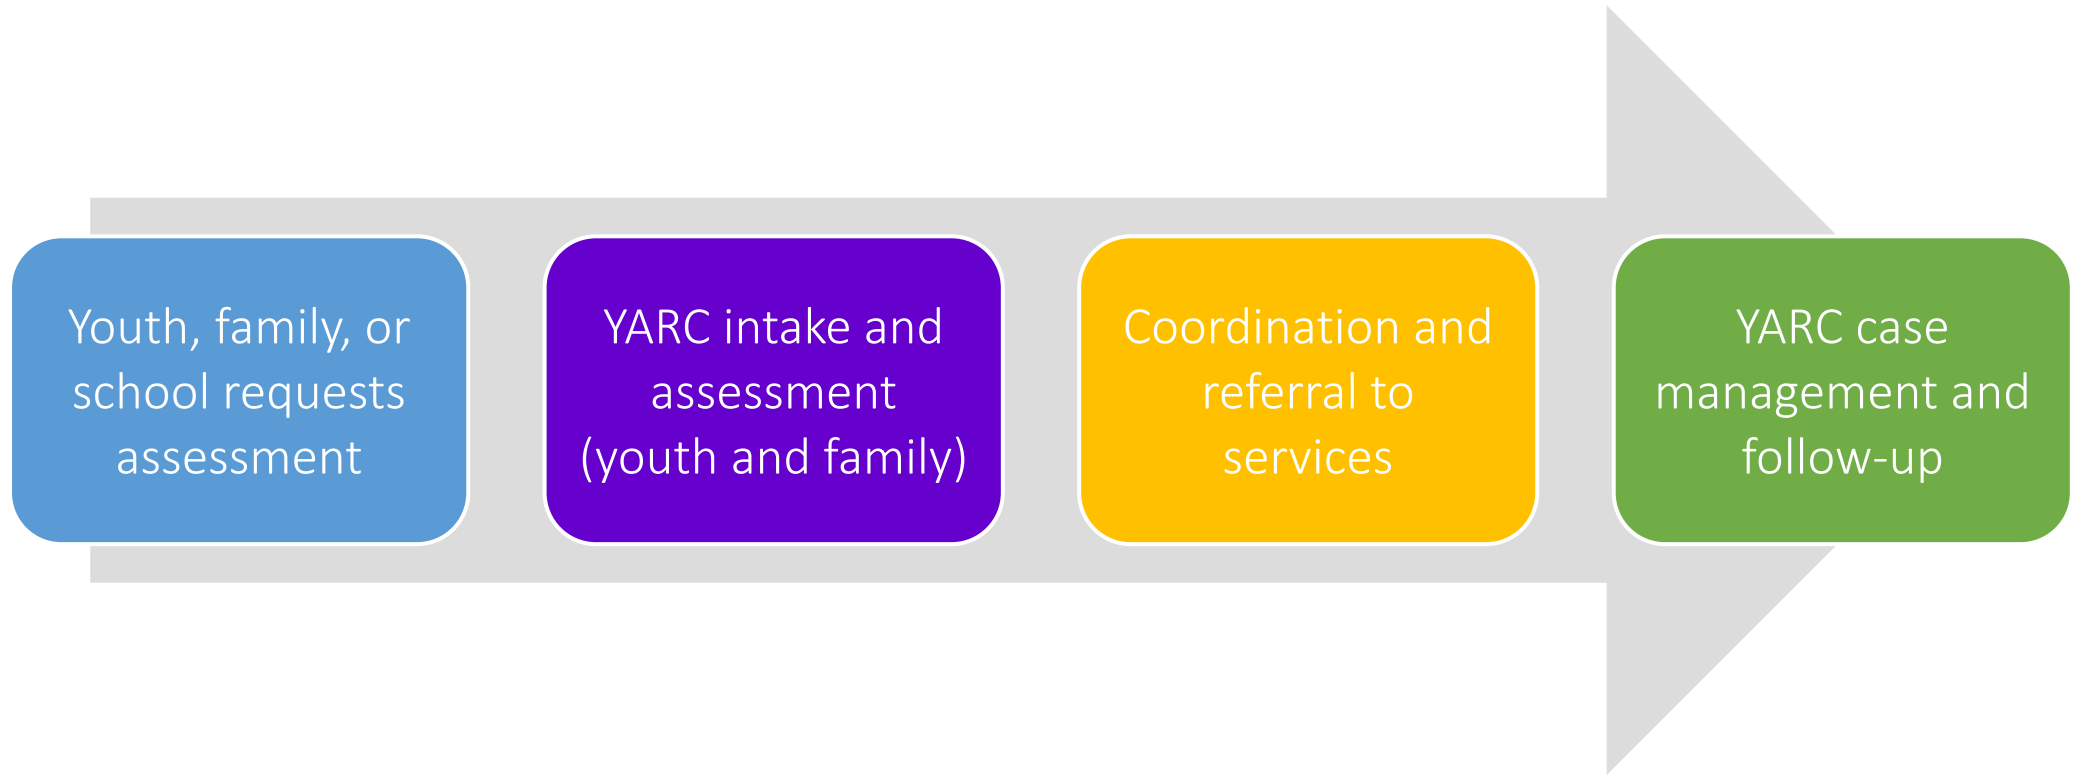 Youth, family, or
school requests
assessment
YARC intake and
assessment
(youth and family)
Coordination and
referral to
services
YARC case
management and
follow-up